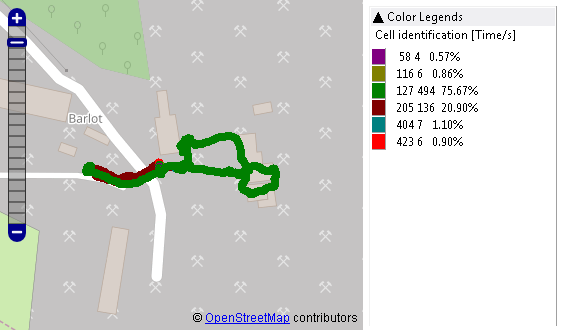 Barlot
© OpenStreetMap contributors
▲ Color Legends
Cell identification [Time/s]
58 4 0.57%
116 6 0.86%
127 494 75.67%
205 136 20.90%
404 7 1.10%
423 6 0.90%